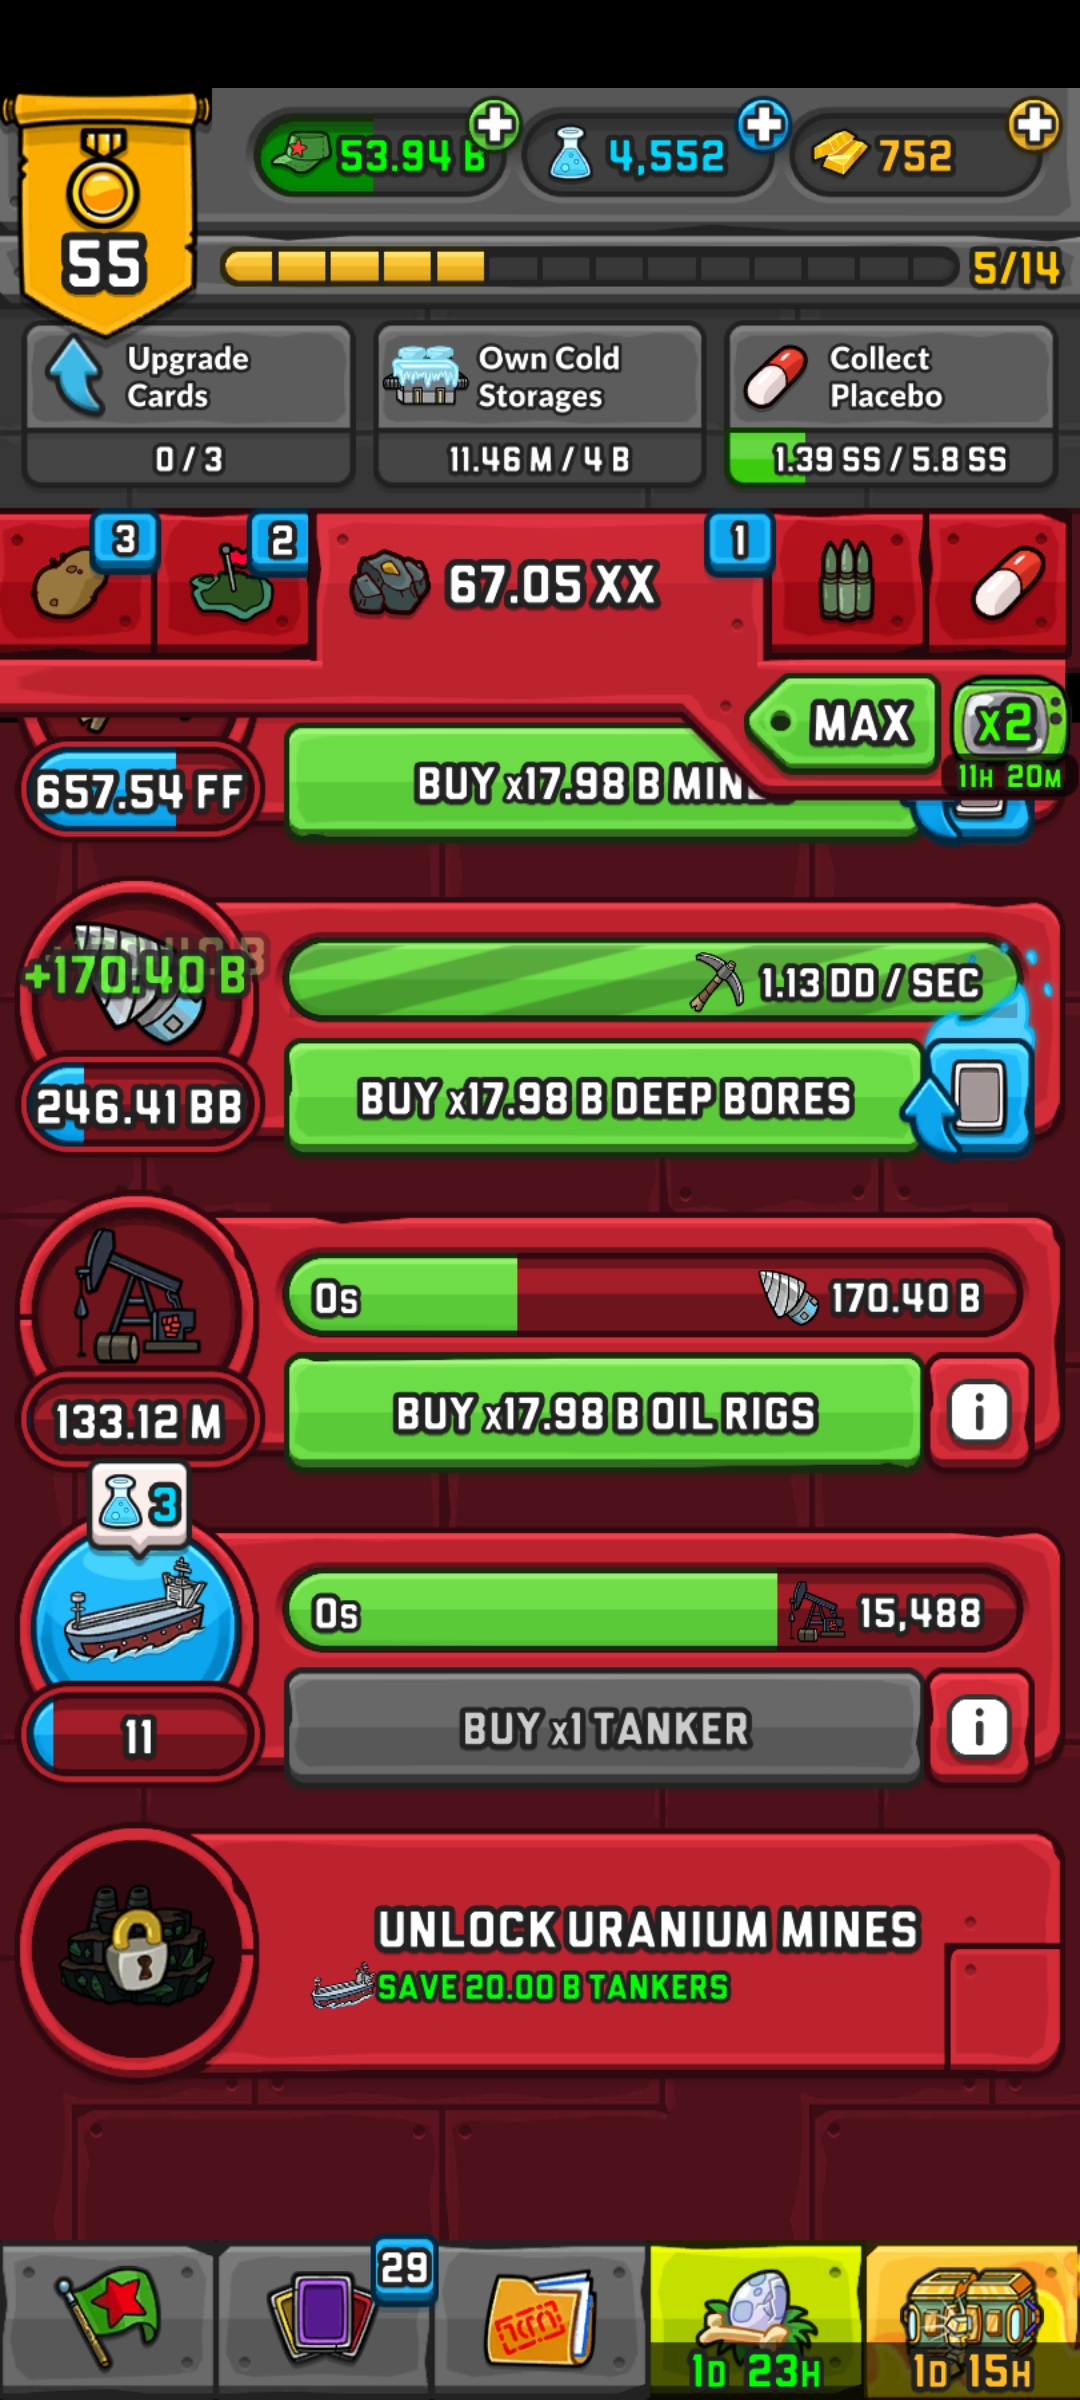 53.94 B
4,552
752
55
5/14
Upgrade
Cards
0 / 3
Own Cold
Storages
11.46 M / 4 B
Collect
Placebo
1.39 SS / 5.8 SS
3
2
67.05 XX
1
MAX
X2
11H 20M
657.54 FF
BUY x17.98 B
+170.40 B
1.13 DD / SEC
246.41 BB
BUY x17.98 B DEEP BORES
0s
170.40 B
133.12 M
BUY x17.98 B OIL RIGS
i
3
0s
15,488
11
BUY x1 TANKER
i
UNLOCK URANIUM MINES
SAVE 20.00 B TANKERS
29
1D 23H
1D 15H